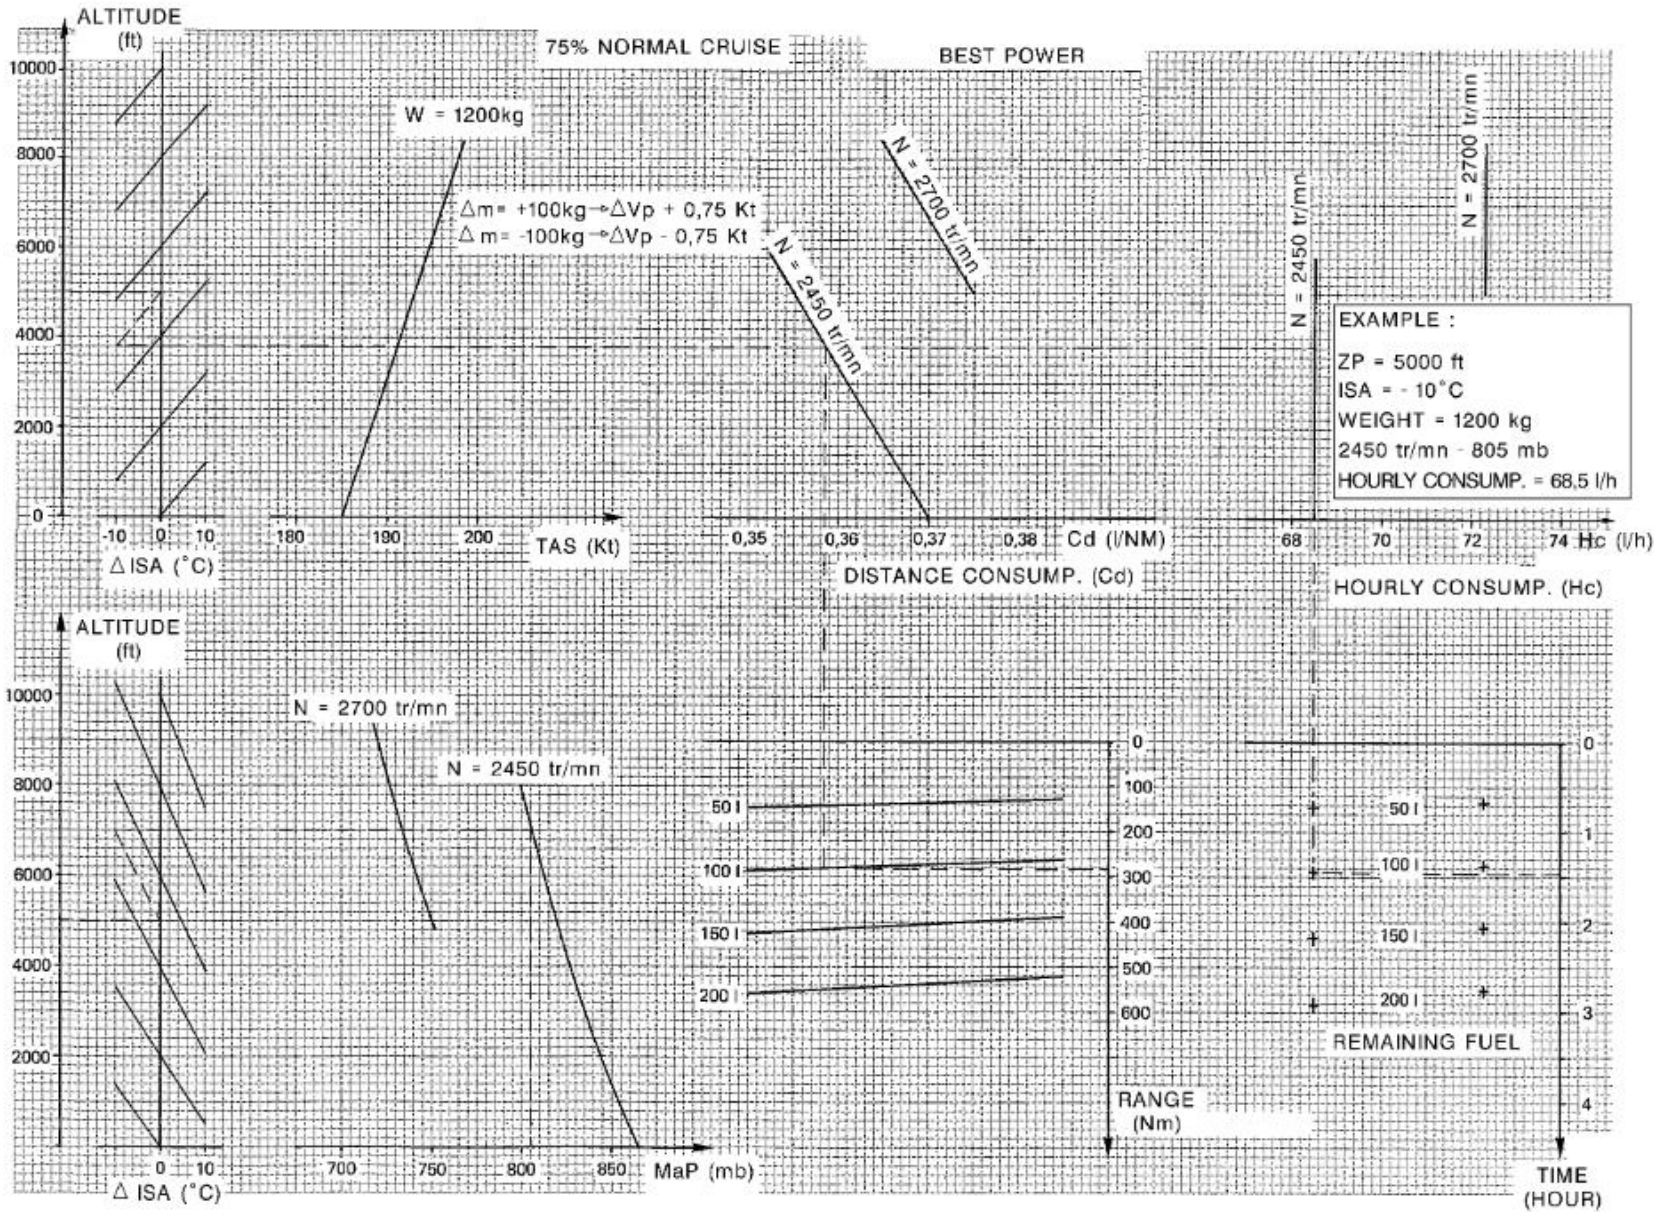 ALTITUDE
(ft)
75% NORMAL CRUISE
BEST POWER
W = 1200kg
Δm= +100kg→ΔVp + 0,75 Kt
Δm= -100kg→ΔVp - 0,75 Kt
N = 2700 tr/mn
N = 2450 tr/mn
N = 2450 tr/mn
N = 2700 tr/mn
10000
8000
6000
4000
2000
0
EXAMPLE :
ZP = 5000 ft
ISA = - 10°C
WEIGHT = 1200 kg
2450 tr/mn - 805 mb
HOURLY CONSUMP. = 68,5 l/h
-10 0 10
Δ ISA (°C)
180 190 200
TAS (Kt)
0,35 0,36 0,37 0,38 Cd (l/NM)
DISTANCE CONSUMP. (Cd)
68 70 72 74 Hc (l/h)
HOURLY CONSUMP. (Hc)
ALTITUDE
(ft)
10000
8000
6000
4000
2000
N = 2700 tr/mn
N = 2450 tr/mn
0 10
Δ ISA (°C)
700 750 800 850 MaP (mb)
50 l
100 l
150 l
200 l
0
100
200
300
400
500
600
RANGE
(Nm)
50 l
100 l
150 l
200 l
REMAINING FUEL
0
1
2
3
4
TIME
(HOUR)